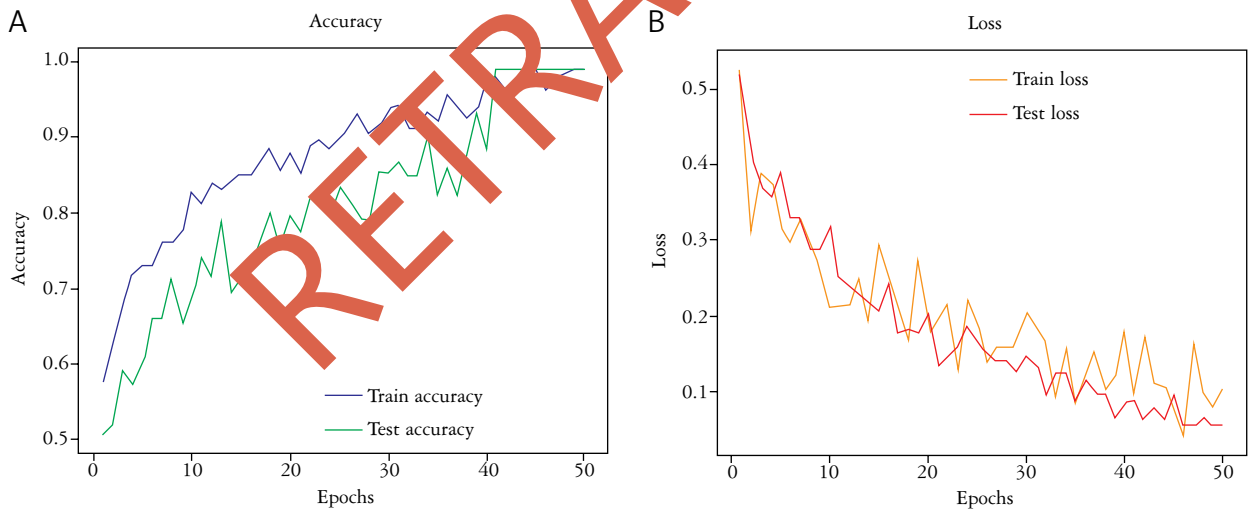 A
Accuracy
1.0
0.9
0.8
0.7
0.6
0.5
Accuracy
0
10
20
30
40
50
Epochs
Train accuracy
Test accuracy
RETRA
B
Loss
0.5
0.4
0.3
0.2
0.1
Loss
0
10
20
30
40
50
Epochs
Train loss
Test loss